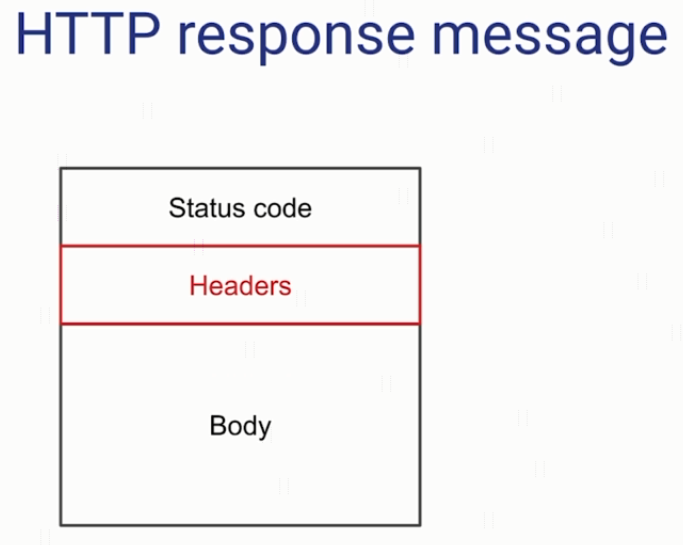 HTTP response message
Status code
Headers
Body